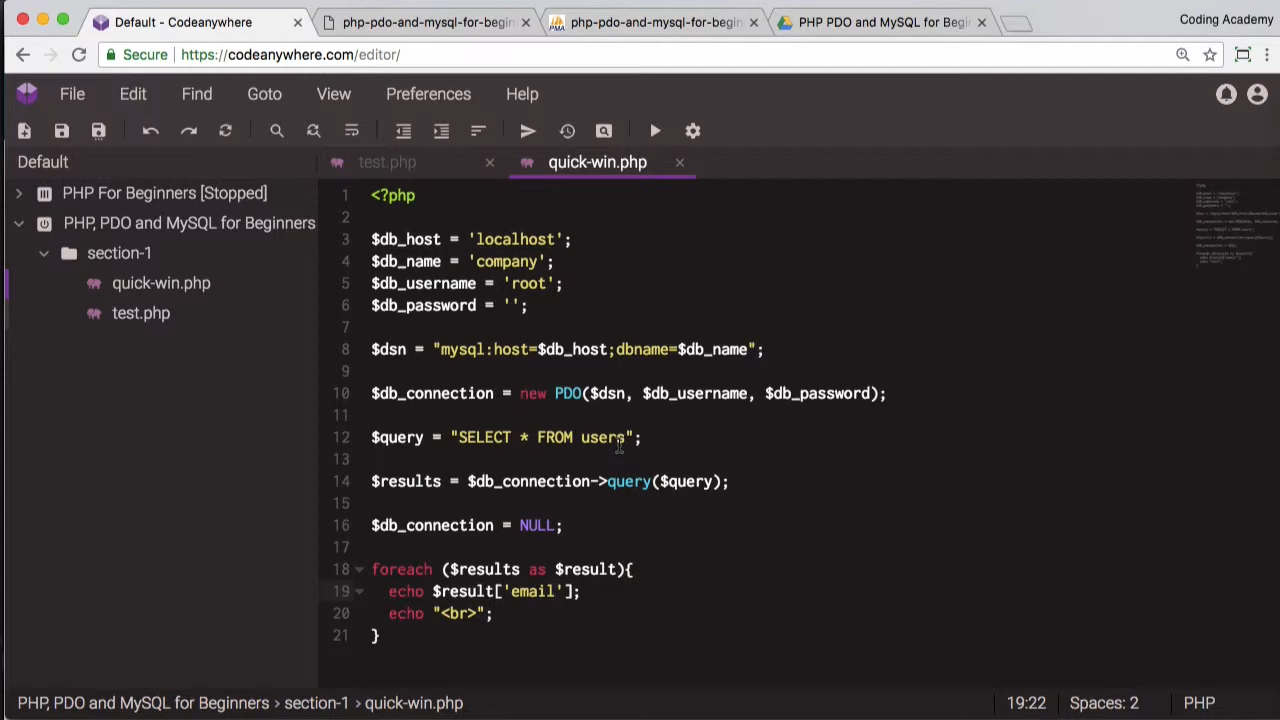 Default - Codeanywhere
php-pdo-and-mysql-for-begin
php-pdo-and-mysql-for-begin
PMA
PHP PDO and MySQL for Begin
Coding Academy
Secure
https://codeanywhere.com/editor/
File Edit Find Goto View Preferences Help
Default
test.php
quick-win.php
PHP For Beginners [Stopped]
PHP, PDO and MySQL for Beginners
section-1
quick-win.php
test.php
1 <?php
2
3 $db_host = 'localhost';
4 $db_name = 'company';
5 $db_username = 'root';
6 $db_password = '';
7
8 $dsn = "mysql:host=$db_host;dbname=$db_name";
9
10 $db_connection = new PDO($dsn, $db_username, $db_password);
11
12 $query = "SELECT * FROM users";
13
14 $results = $db_connection->query($query);
15
16 $db_connection = NULL;
17
18 foreach ($results as $result){
19 echo $result['email'];
20 echo "<br>";
21 }
PHP, PDO and MySQL for Beginners › section-1 › quick-win.php
19:22
Spaces: 2
PHP